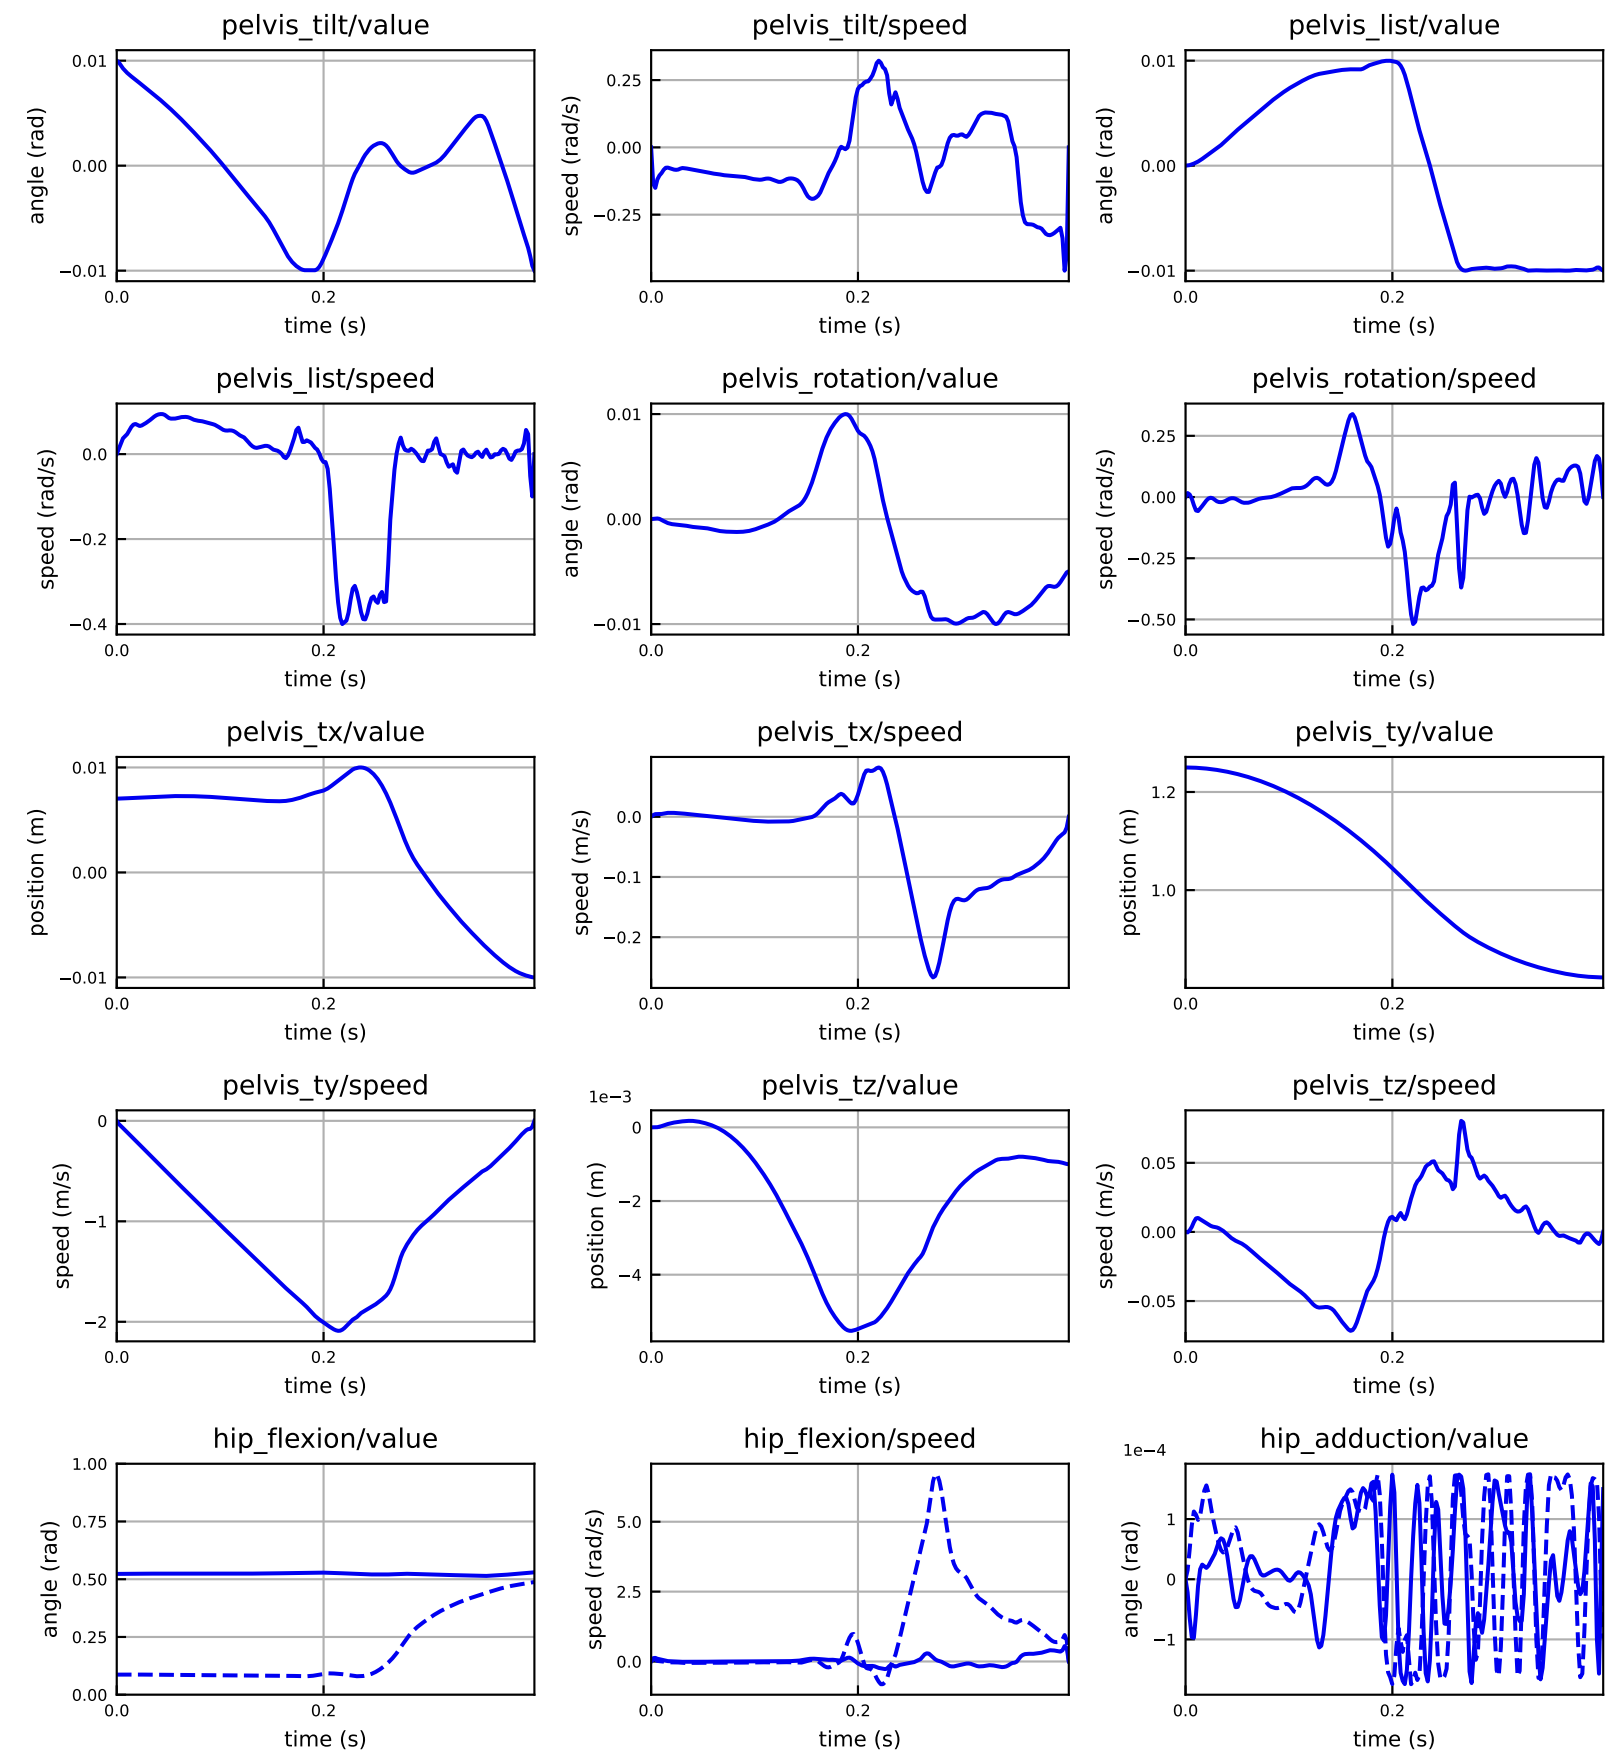 pelvis_tilt/value
angle (rad)
0.01
0.00
−0.01
0.0
0.2
time (s)
pelvis_tilt/speed
speed (rad/s)
0.25
0.00
−0.25
0.0
0.2
time (s)
pelvis_list/value
angle (rad)
0.01
0.00
−0.01
0.0
0.2
time (s)
pelvis_list/speed
speed (rad/s)
0.0
−0.2
−0.4
0.0
0.2
time (s)
pelvis_rotation/value
angle (rad)
0.01
0.00
−0.01
0.0
0.2
time (s)
pelvis_rotation/speed
speed (rad/s)
0.25
0.00
−0.25
−0.50
0.0
0.2
time (s)
pelvis_tx/value
position (m)
0.01
0.00
−0.01
0.0
0.2
time (s)
pelvis_tx/speed
speed (m/s)
0.0
−0.1
−0.2
0.0
0.2
time (s)
pelvis_ty/value
position (m)
1.2
1.0
0.0
0.2
time (s)
pelvis_ty/speed
speed (m/s)
0
−1
−2
0.0
0.2
time (s)
pelvis_tz/value
1e−3
position (m)
0
−2
−4
0.0
0.2
time (s)
pelvis_tz/speed
speed (m/s)
0.05
0.00
−0.05
0.0
0.2
time (s)
hip_flexion/value
angle (rad)
1.00
0.75
0.50
0.25
0.00
0.0
0.2
time (s)
hip_flexion/speed
speed (rad/s)
5.0
2.5
0.0
0.0
0.2
time (s)
hip_adduction/value
1e−4
angle (rad)
1
0
−1
0.0
0.2
time (s)